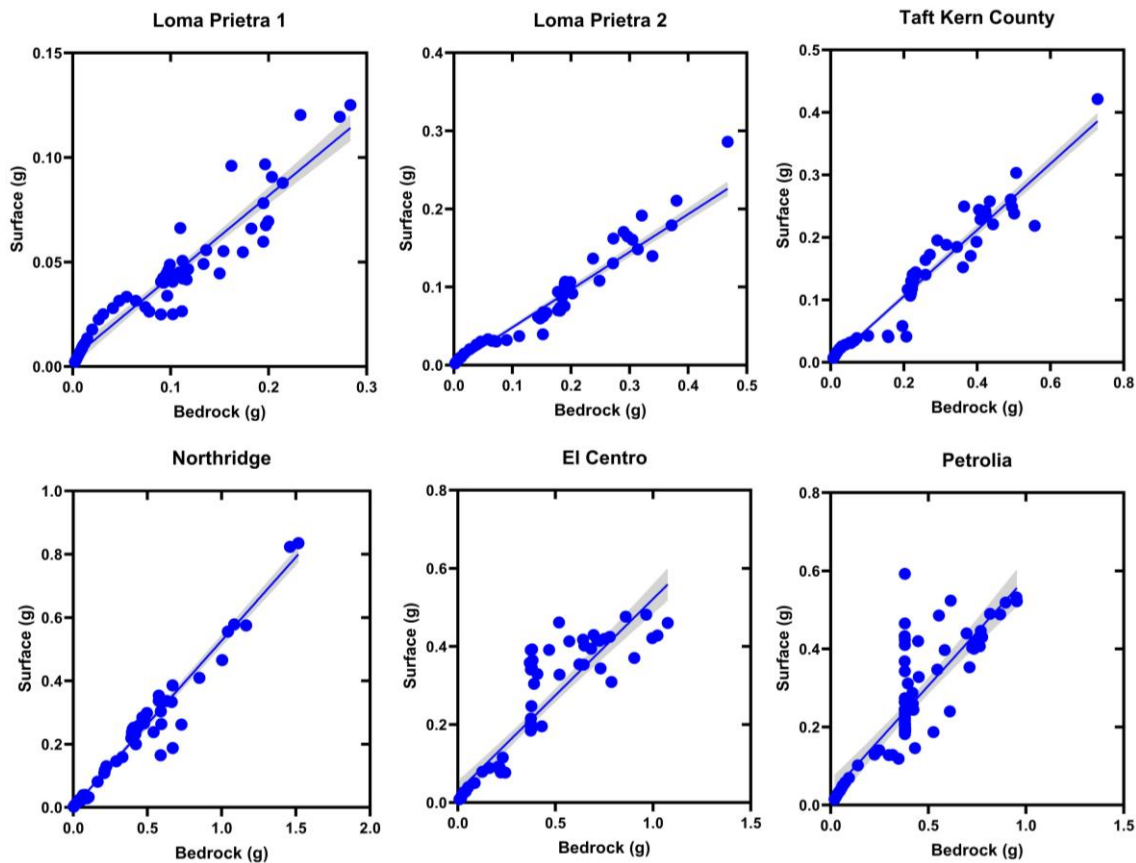 Loma Prietra 1
0.15
0.10
0.05
0.00
Surface (g)
0.0 0.1 0.2 0.3
Bedrock (g)
Loma Prietra 2
0.4
0.3
0.2
0.1
0.0
Surface (g)
0.0 0.1 0.2 0.3 0.4 0.5
Bedrock (g)
Taft Kern County
0.5
0.4
0.3
0.2
0.1
0.0
Surface (g)
0.0 0.2 0.4 0.6 0.8
Bedrock (g)
Northridge
1.0
0.8
0.6
0.4
0.2
0.0
Surface (g)
0.0 0.5 1.0 1.5 2.0
Bedrock (g)
El Centro
0.8
0.6
0.4
0.2
0.0
Surface (g)
0.0 0.5 1.0 1.5
Bedrock (g)
Petrolia
0.8
0.6
0.4
0.2
0.0
Surface (g)
0.0 0.5 1.0 1.5
Bedrock (g)